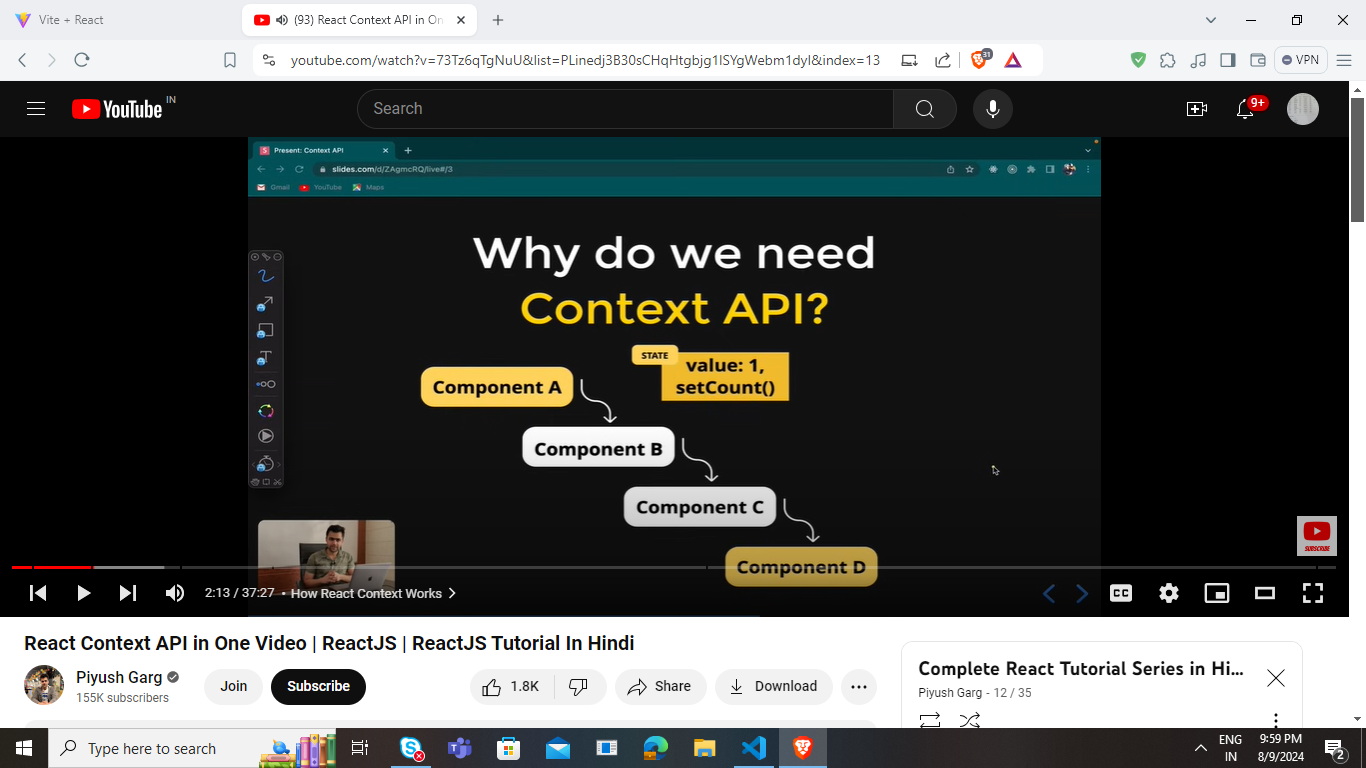 Vite + React
(93) React Context API in On
youtube.com/watch?v=73Tz6qTgNuU&list=PLinedj3B30sCHqHtgbjg1lSYgWebm1dyI&index=13
31
VPN
YouTube IN
Search
9+
Present: Context API
slides.com/d/ZAgmcRQ/live#/3
Gmail YouTube Maps
Why do we need
Context API?
STATE
value: 1,
setCount()
Component A
Component B
Component C
Component D
SUBSCRIBE
2:13 / 37:27 • How React Context Works
CC
React Context API in One Video | ReactJS | ReactJS Tutorial In Hindi
Piyush Garg
155K subscribers
Join
Subscribe
1.8K
Share
Download
Complete React Tutorial Series in Hi...
Piyush Garg - 12 / 35
Type here to search
ENG
IN
9:59 PM
8/9/2024
2